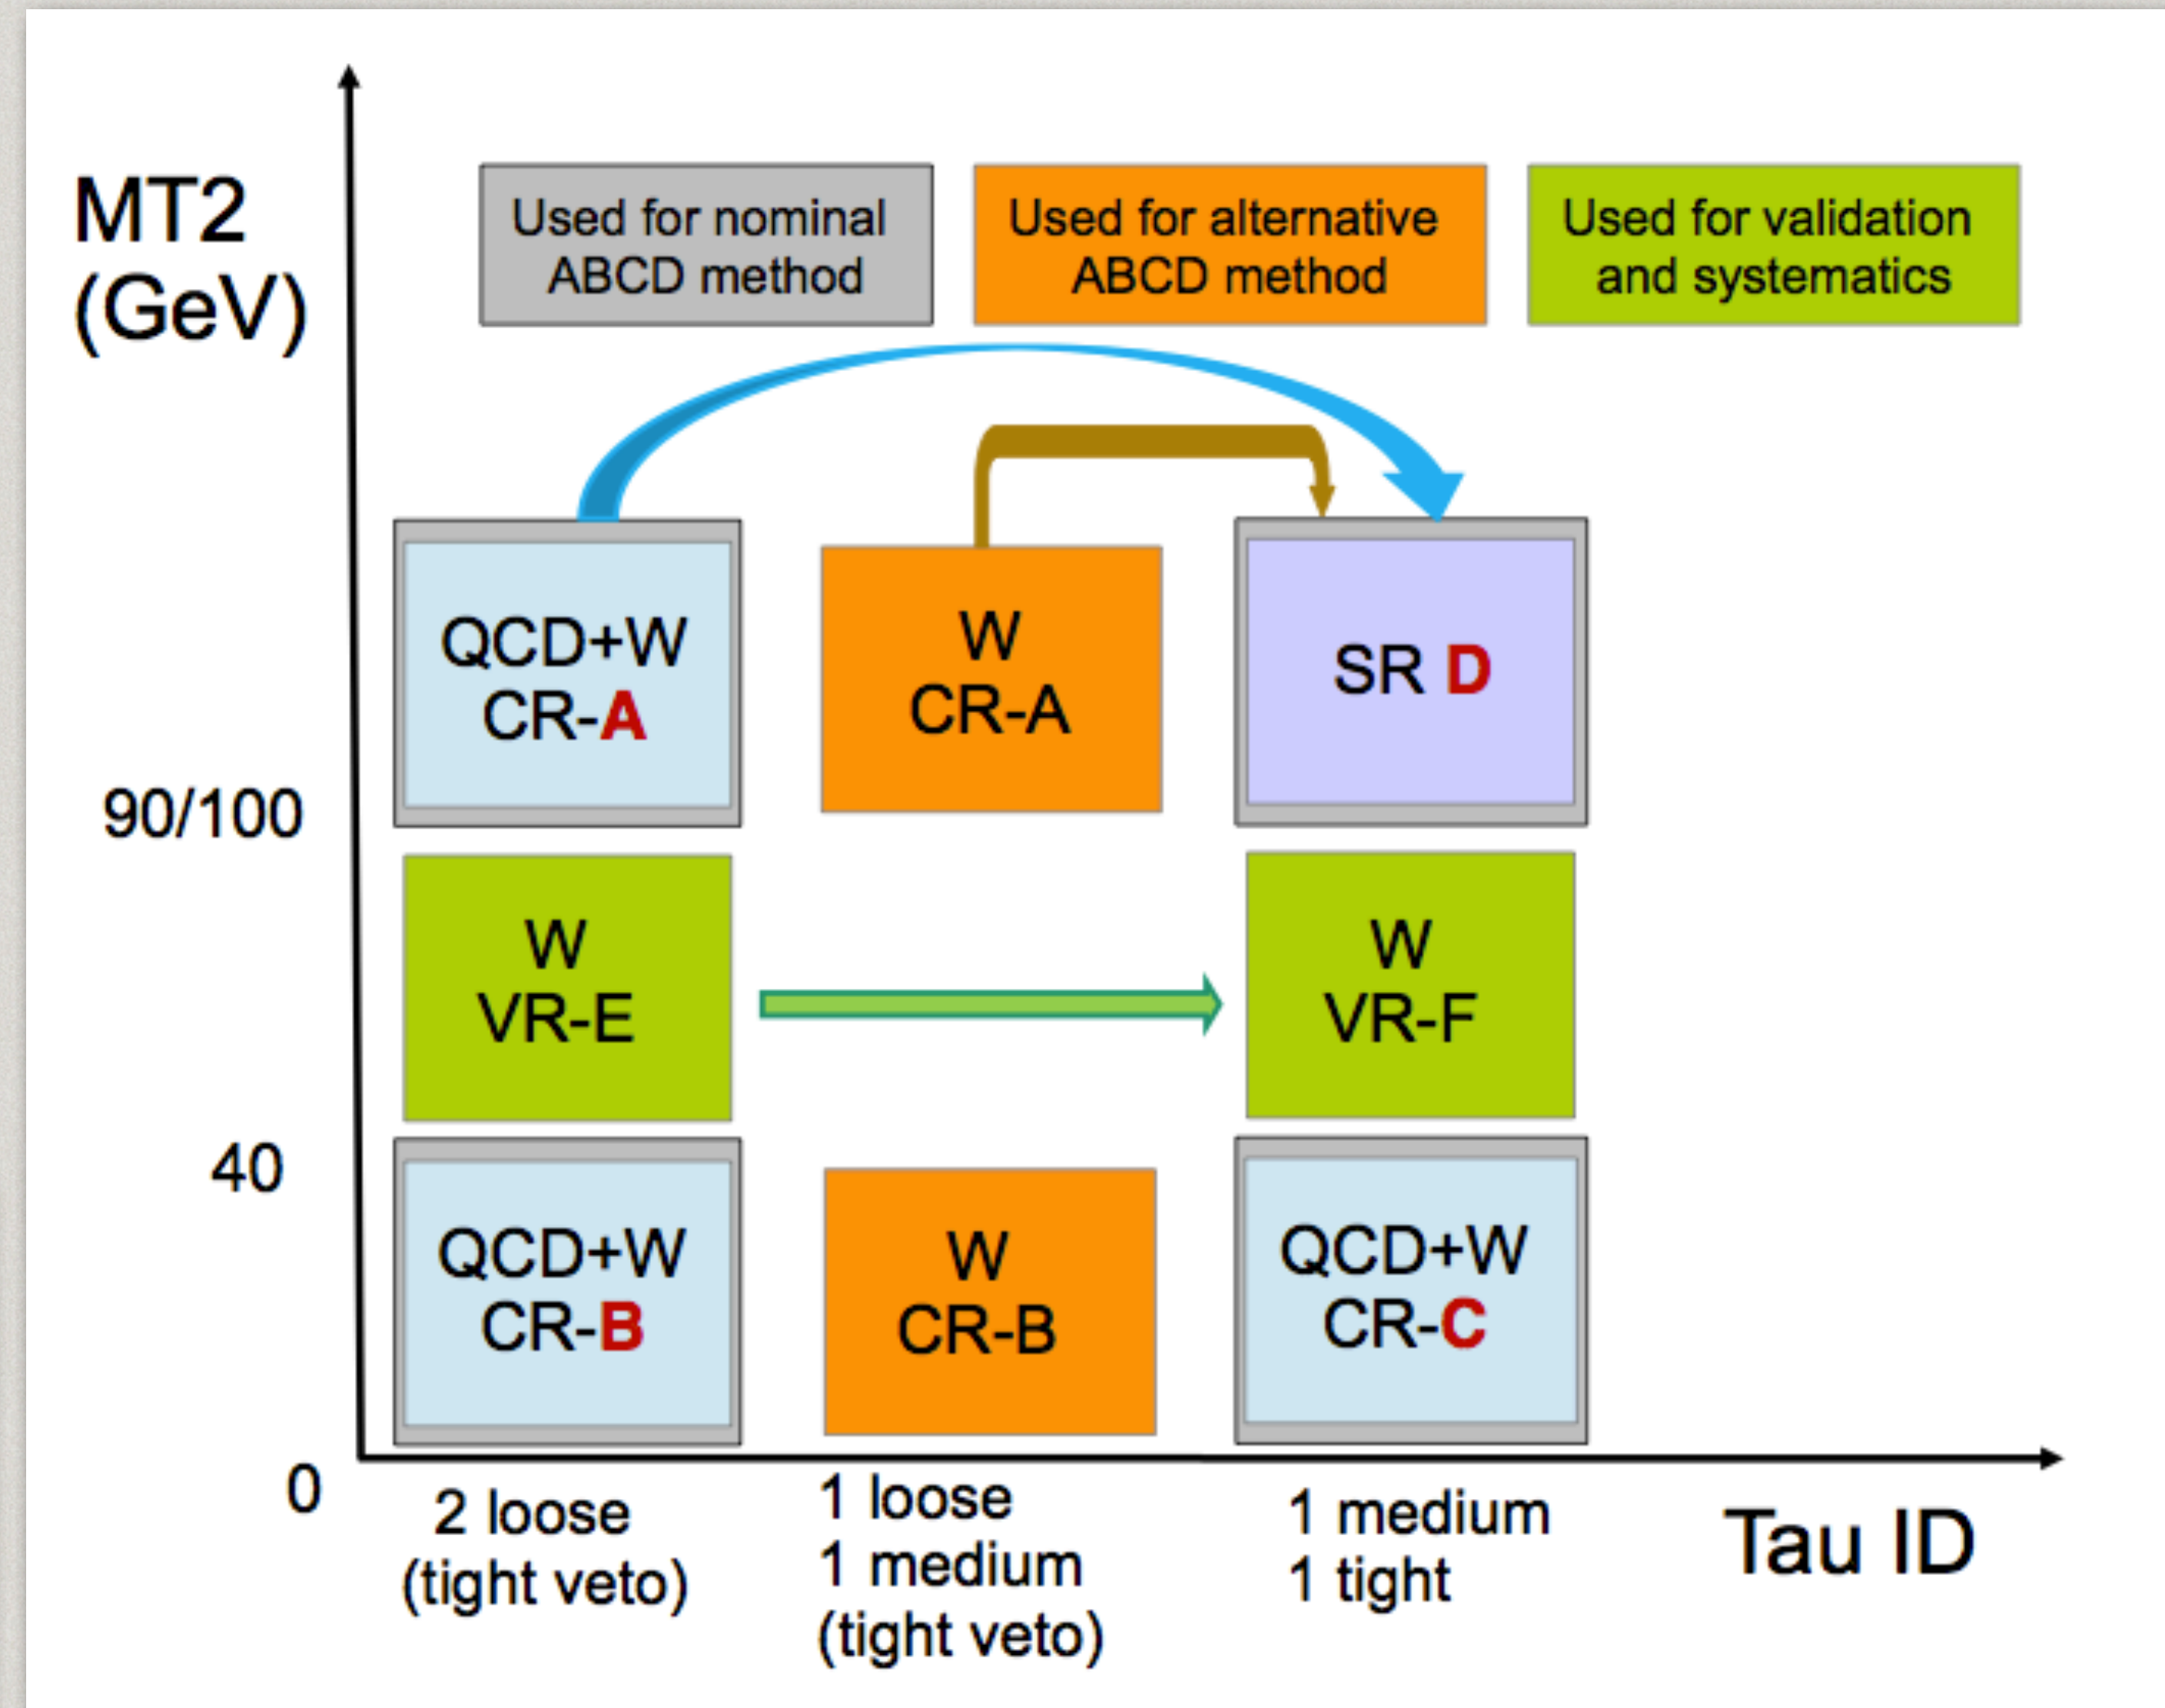 MT2
(GeV)
Used for nominal
ABCD method
Used for alternative
ABCD method
Used for validation
and systematics
QCD+W
CR-A
W
CR-A
SR D
90/100
W
VR-E
W
VR-F
40
QCD+W
CR-B
W
CR-B
QCD+W
CR-C
0
2 loose
(tight veto)
1 loose
1 medium
(tight veto)
1 medium
1 tight
Tau ID